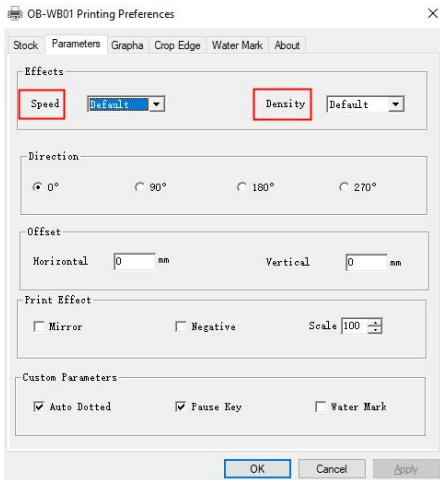 OB-WB01 Printing Preferences
Stock Parameters Grapha Crop Edge Water Mark About
Effects
Speed Default Density Default
Direction
0° 90° 180° 270°
Offset
Horizontal 0 mm Vertical 0 mm
Print Effect
Mirror Negative Scale 100
Custom Parameters
Auto Dotted Pause Key Water Mark
OK Cancel Apply